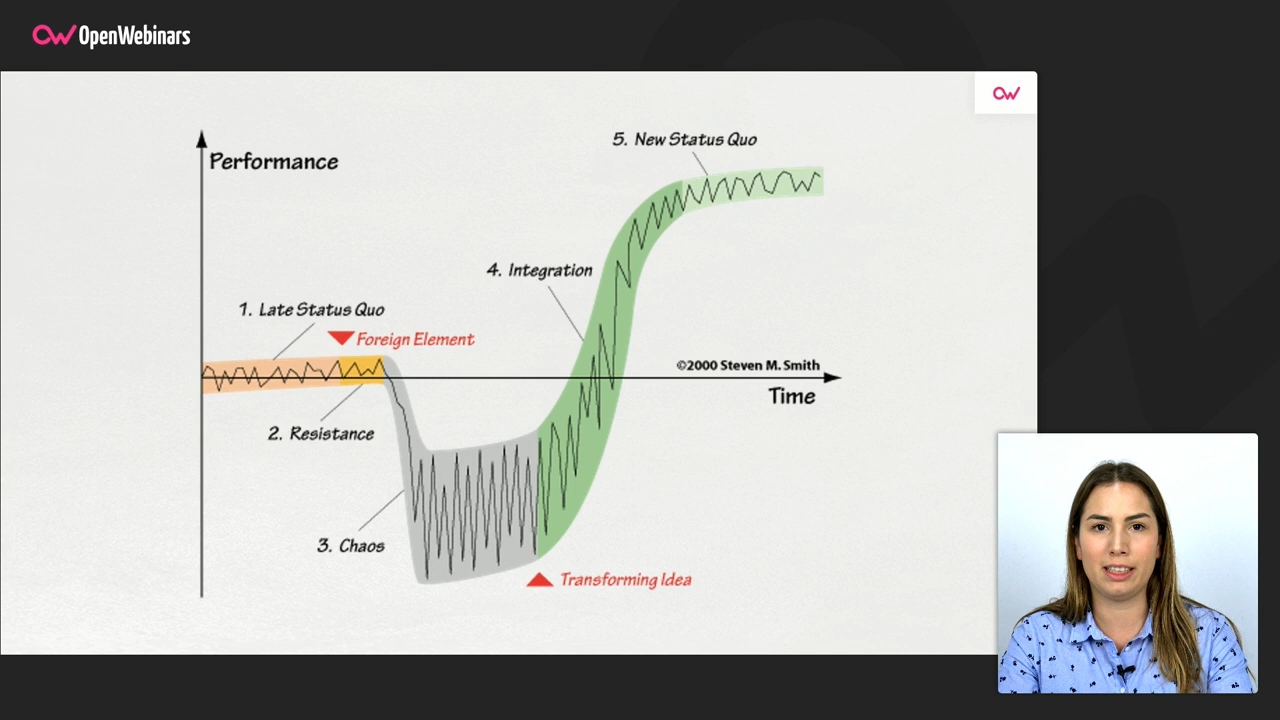 OpenWebinars
5. New Status Quo
Performance
4. Integration
1. Late Status Quo
Foreign Element
©2000 Steven M. Smith
Time
2. Resistance
3. Chaos
Transforming Idea